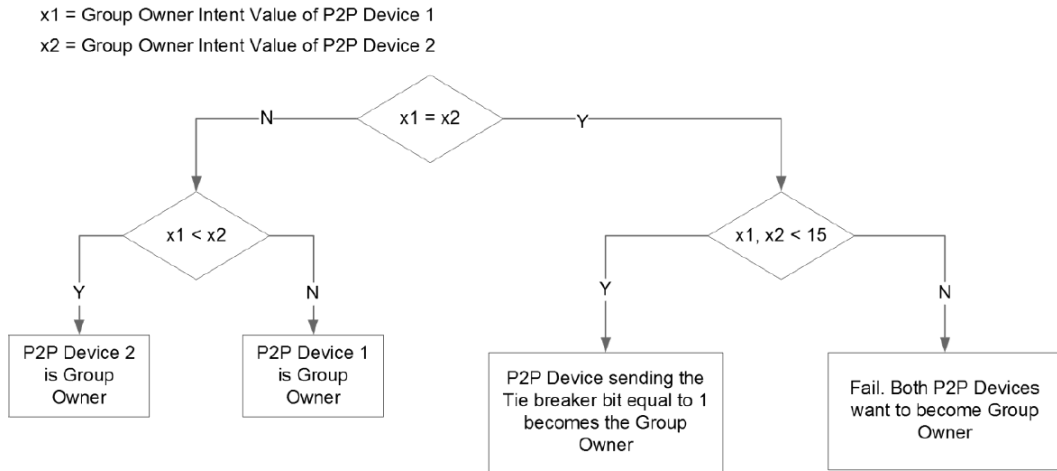 x1 = Group Owner Intent Value of P2P Device 1
x2 = Group Owner Intent Value of P2P Device 2
x1 = x2
N
Y
x1 < x2
x1, x2 < 15
Y
N
Y
N
P2P Device 2
is Group
Owner
P2P Device 1
is Group
Owner
P2P Device sending the
Tie breaker bit equal to 1
becomes the Group
Owner
Fail. Both P2P Devices
want to become Group
Owner